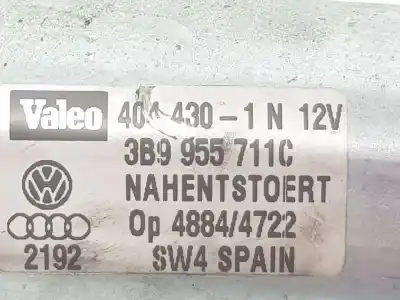 Valeo 404 430-1 N 12V
3B9 955 711C
NAHENTSTOERT
Op 4884/4722
2192 SW4 SPAIN